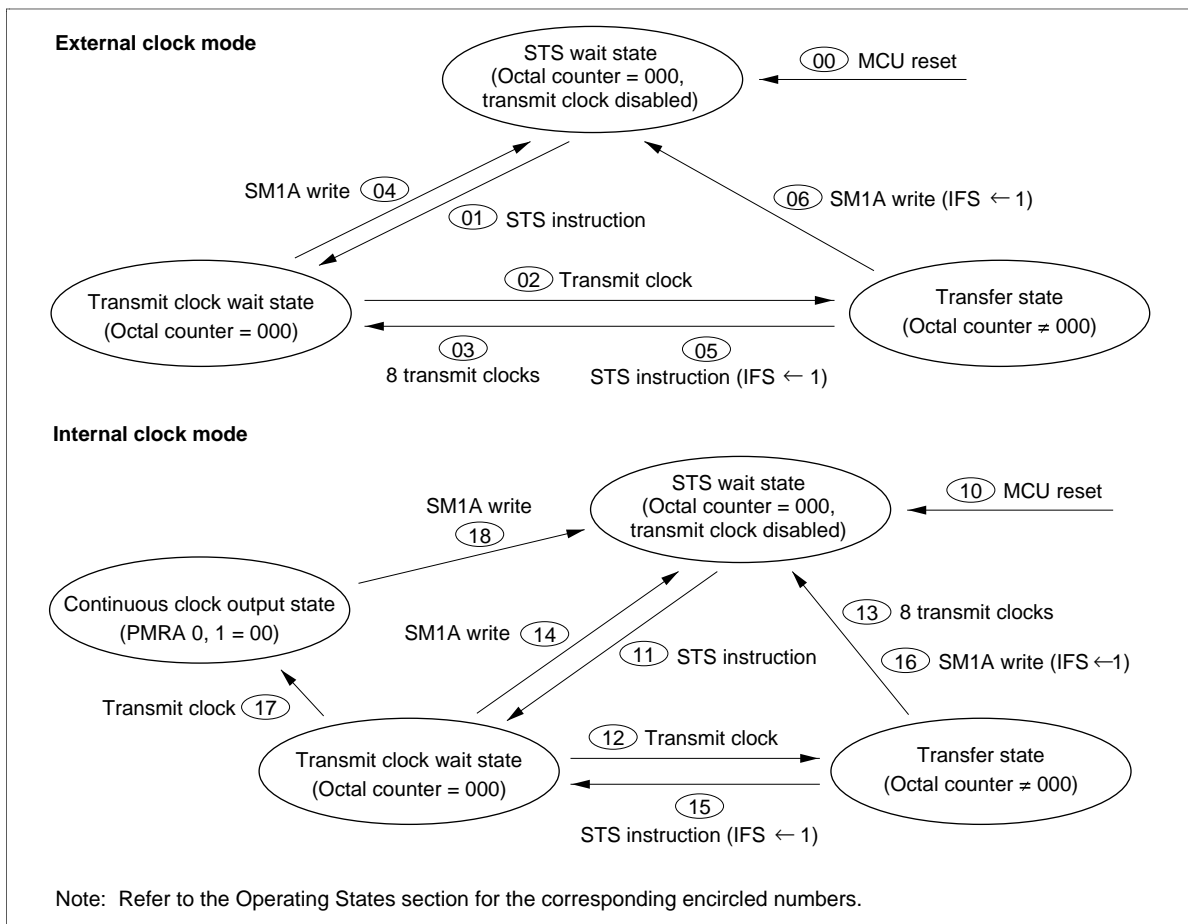 External clock mode
STS wait state
(Octal counter = 000,
transmit clock disabled)
00 MCU reset
SM1A write 04
01 STS instruction
06 SM1A write (IFS ← 1)
Transmit clock wait state
(Octal counter = 000)
02 Transmit clock
Transfer state
(Octal counter ≠ 000)
03
8 transmit clocks
05
STS instruction (IFS ← 1)
Internal clock mode
STS wait state
(Octal counter = 000,
transmit clock disabled)
10 MCU reset
SM1A write
18
Continuous clock output state
(PMRA 0, 1 = 00)
SM1A write 14
11 STS instruction
13 8 transmit clocks
16 SM1A write (IFS ←1)
Transmit clock 17
Transmit clock wait state
(Octal counter = 000)
12 Transmit clock
Transfer state
(Octal counter ≠ 000)
15
STS instruction (IFS ← 1)
Note: Refer to the Operating States section for the corresponding encircled numbers.